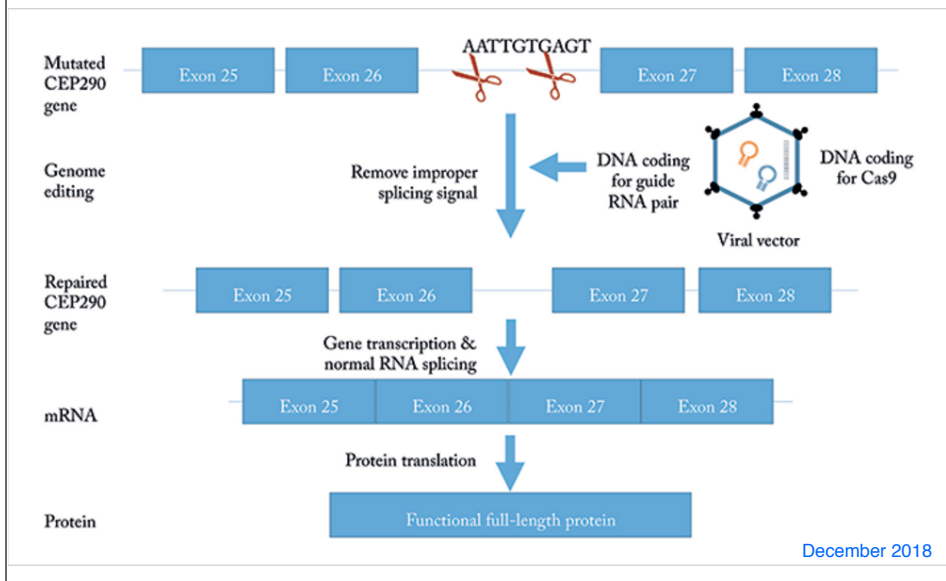 AATTGTGAGT
Mutated
CEP290
gene
Exon 25
Exon 26
Exon 27
Exon 28
Genome
editing
Remove improper
splicing signal
DNA coding
for guide
RNA pair
DNA coding
for Cas9
Viral vector
Repaired
CEP290
gene
Exon 25
Exon 26
Exon 27
Exon 28
Gene transcription &
normal RNA splicing
mRNA
Exon 25
Exon 26
Exon 27
Exon 28
Protein translation
Protein
Functional full-length protein
December 2018